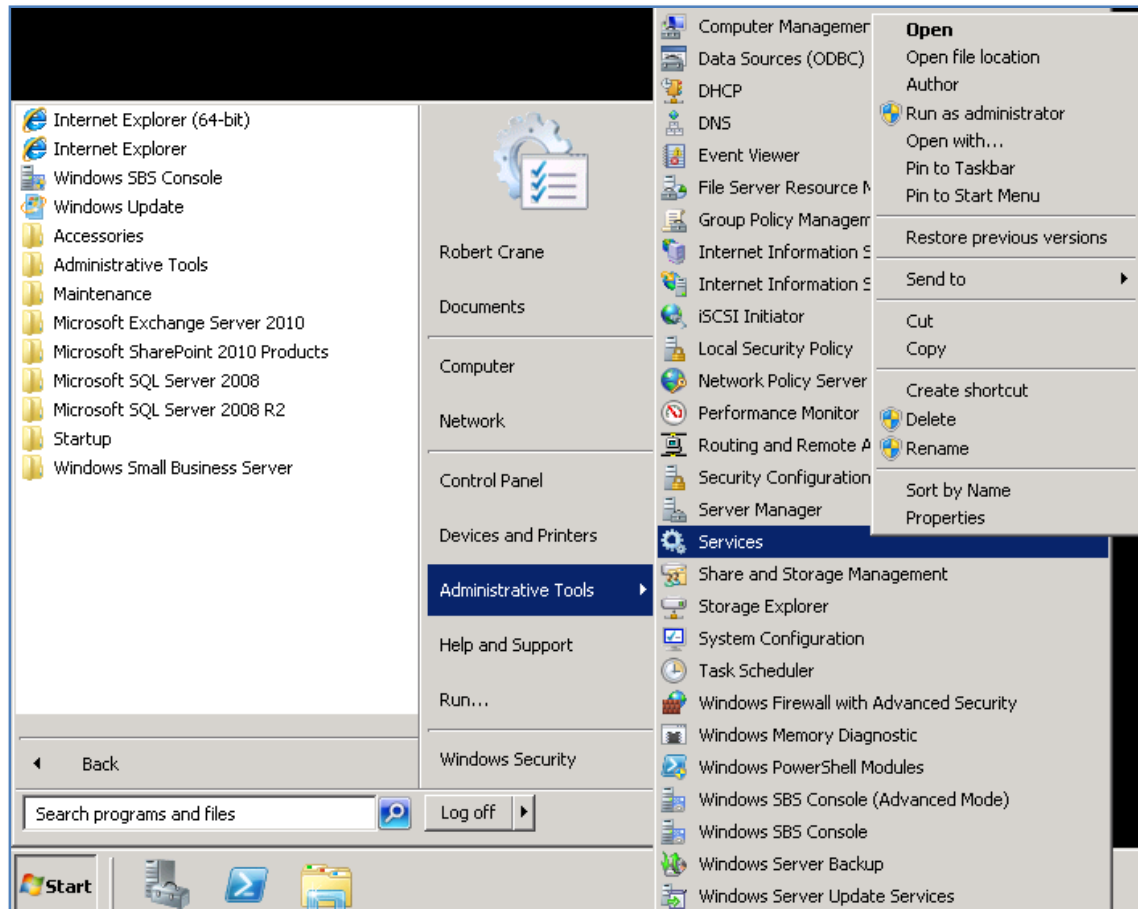 Internet Explorer (64-bit)
Internet Explorer
Windows SBS Console
Windows Update
Accessories
Administrative Tools
Maintenance
Microsoft Exchange Server 2010
Microsoft SharePoint 2010 Products
Microsoft SQL Server 2008
Microsoft SQL Server 2008 R2
Startup
Windows Small Business Server
Back
Search programs and files
Robert Crane
Documents
Computer
Network
Control Panel
Devices and Printers
Administrative Tools
Help and Support
Run...
Windows Security
Log off
Computer Managemen
Data Sources (ODBC)
DHCP
DNS
Event Viewer
File Server Resource M
Group Policy Managem
Internet Information S
Internet Information S
iSCSI Initiator
Local Security Policy
Network Policy Server
Performance Monitor
Routing and Remote A
Security Configuration
Server Manager
Services
Share and Storage Management
Storage Explorer
System Configuration
Task Scheduler
Windows Firewall with Advanced Security
Windows Memory Diagnostic
Windows PowerShell Modules
Windows SBS Console (Advanced Mode)
Windows SBS Console
Windows Server Backup
Windows Server Update Services
Open
Open file location
Author
Run as administrator
Open with...
Pin to Taskbar
Pin to Start Menu
Restore previous versions
Send to
Cut
Copy
Create shortcut
Delete
Rename
Sort by Name
Properties
Start